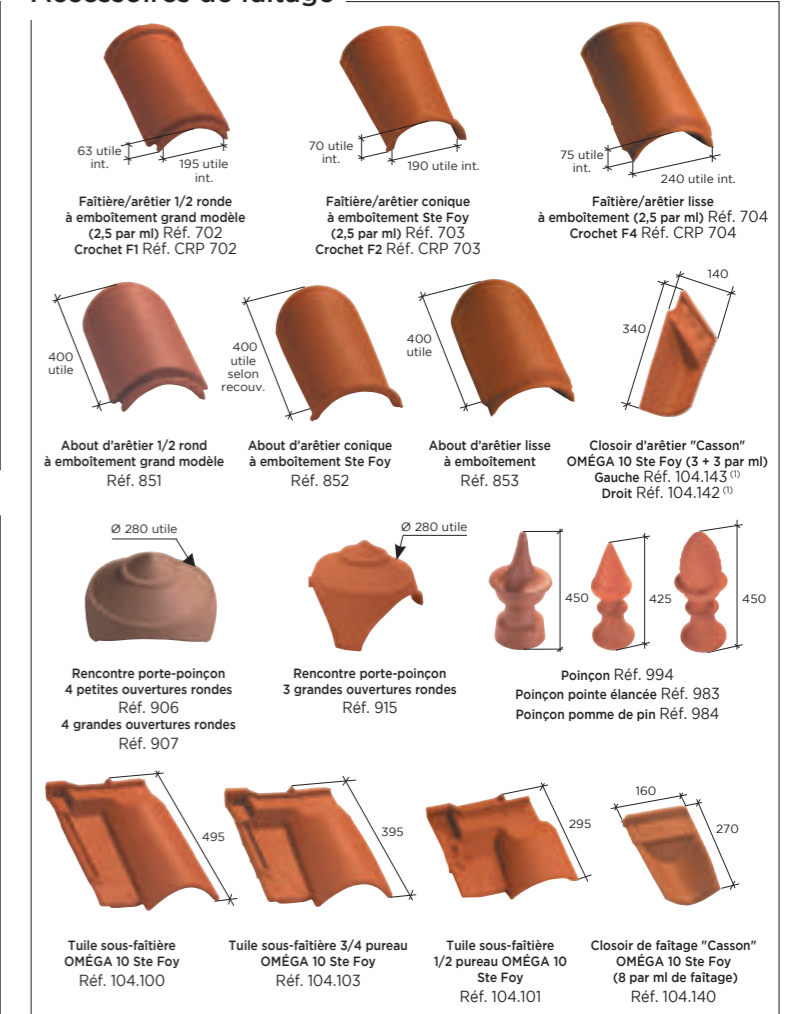 Accessoires de faîtage
63 utile
int.
195 utile
int.
Faîtière/arêtier 1/2 ronde
à emboîtement grand modèle
(2,5 par ml) Réf. 702
Crochet F1 Réf. CRP 702
70 utile
int.
190 utile int.
Faîtière/arêtier conique
à emboîtement Ste Foy
(2,5 par ml) Réf. 703
Crochet F2 Réf. CRP 703
75 utile
int.
240 utile int.
Faîtière/arêtier lisse
à emboîtement (2,5 par ml) Réf. 704
Crochet F4 Réf. CRP 704
400
utile
About d'arêtier 1/2 rond
à emboîtement grand modèle
Réf. 851
400
utile
selon
recouv.
About d'arêtier conique
à emboîtement Ste Foy
Réf. 852
400
utile
About d'arêtier lisse
à emboîtement
Réf. 853
140
340
Closoir d'arêtier "Casson"
OMÉGA 10 Ste Foy (3 + 3 par ml)
Gauche Réf. 104.143 (1)
Droit Réf. 104.142 (1)
Ø 280 utile
Rencontre porte-poinçon
4 petites ouvertures rondes
Réf. 906
4 grandes ouvertures rondes
Réf. 907
Ø 280 utile
Rencontre porte-poinçon
3 grandes ouvertures rondes
Réf. 915
450
425
450
Poinçon Réf. 994
Poinçon pointe élancée Réf. 983
Poinçon pomme de pin Réf. 984
495
Tuile sous-faîtière
OMÉGA 10 Ste Foy
Réf. 104.100
395
Tuile sous-faîtière 3/4 pureau
OMÉGA 10 Ste Foy
Réf. 104.103
295
Tuile sous-faîtière
1/2 pureau OMÉGA 10
Ste Foy
Réf. 104.101
160
270
Closoir de faîtage "Casson"
OMÉGA 10 Ste Foy
(8 par ml de faîtage)
Réf. 104.140